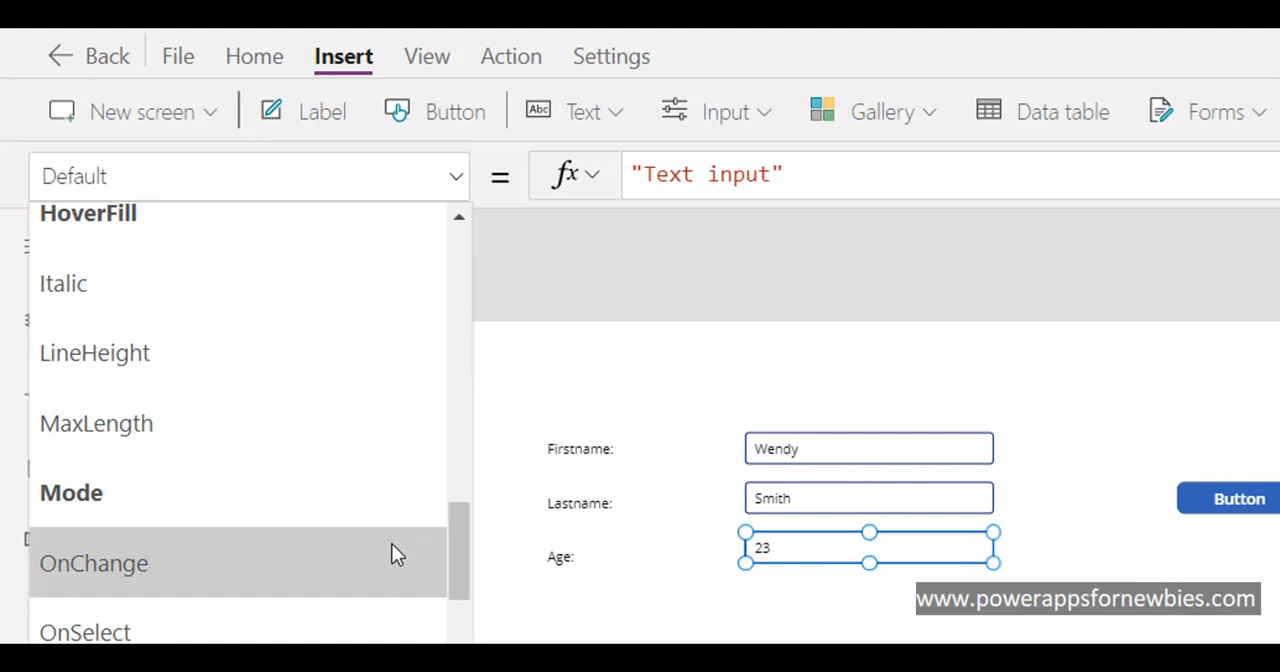 Back File Home Insert View Action Settings
New screen Label Button Abc Text Input Gallery Data table Forms
Default = fx "Text input"
HoverFill
Italic
LineHeight
MaxLength
Mode
OnChange
OnSelect
Firstname: Wendy
Lastname: Smith
Button
Age: 23
www.powerappsfornewbies.com